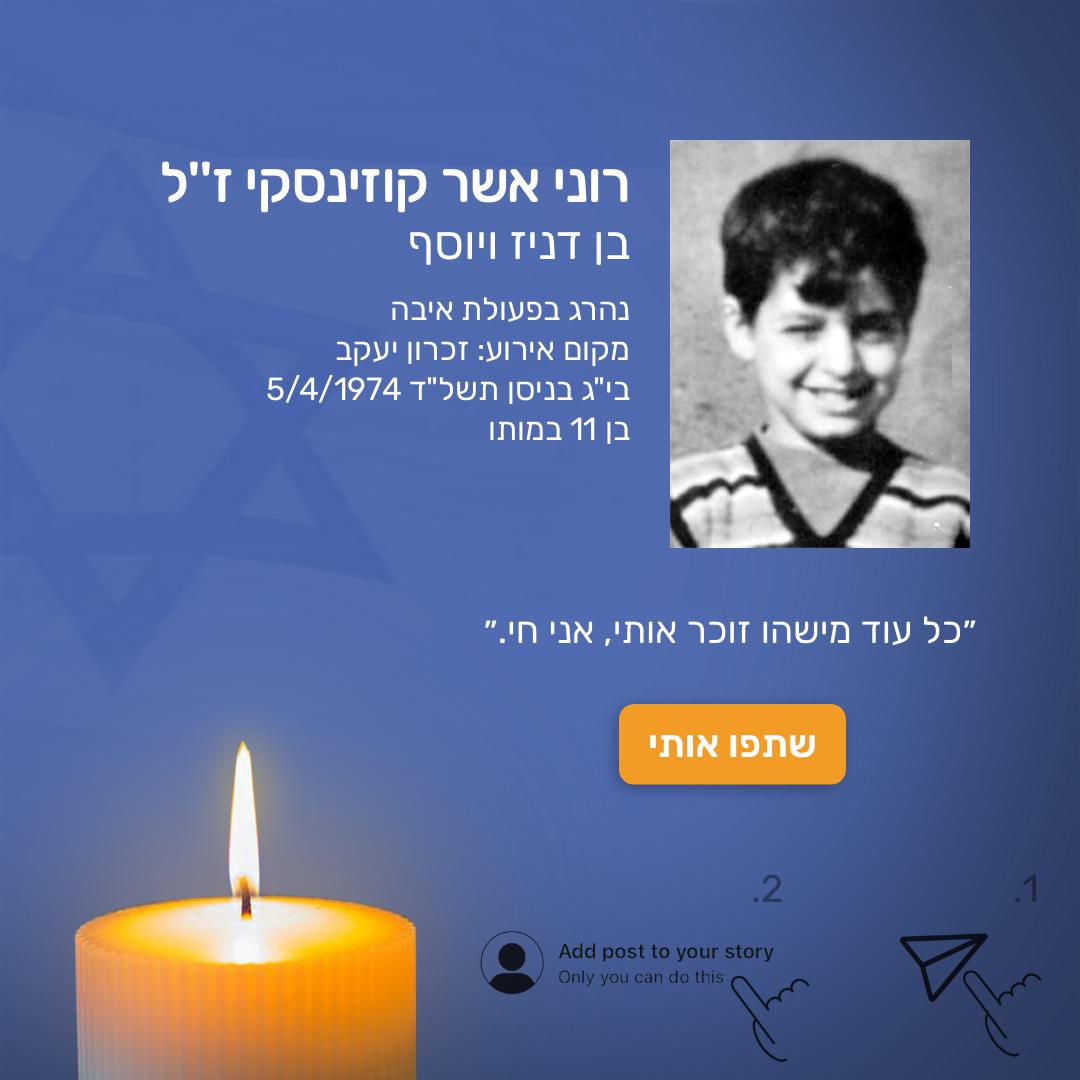 רוני אשר קוזינסקי ז"ל
בן דניז ויוסף
נהרג בפעולת איבה
מקום אירוע: זכרון יעקב
בי"ג בניסן תשל"ד 5/4/1974
בן 11 במותו
״כל עוד מישהו זוכר אותי, אני חי.״
שתפו אותי
.1
.2
Add post to your story
Only you can do this